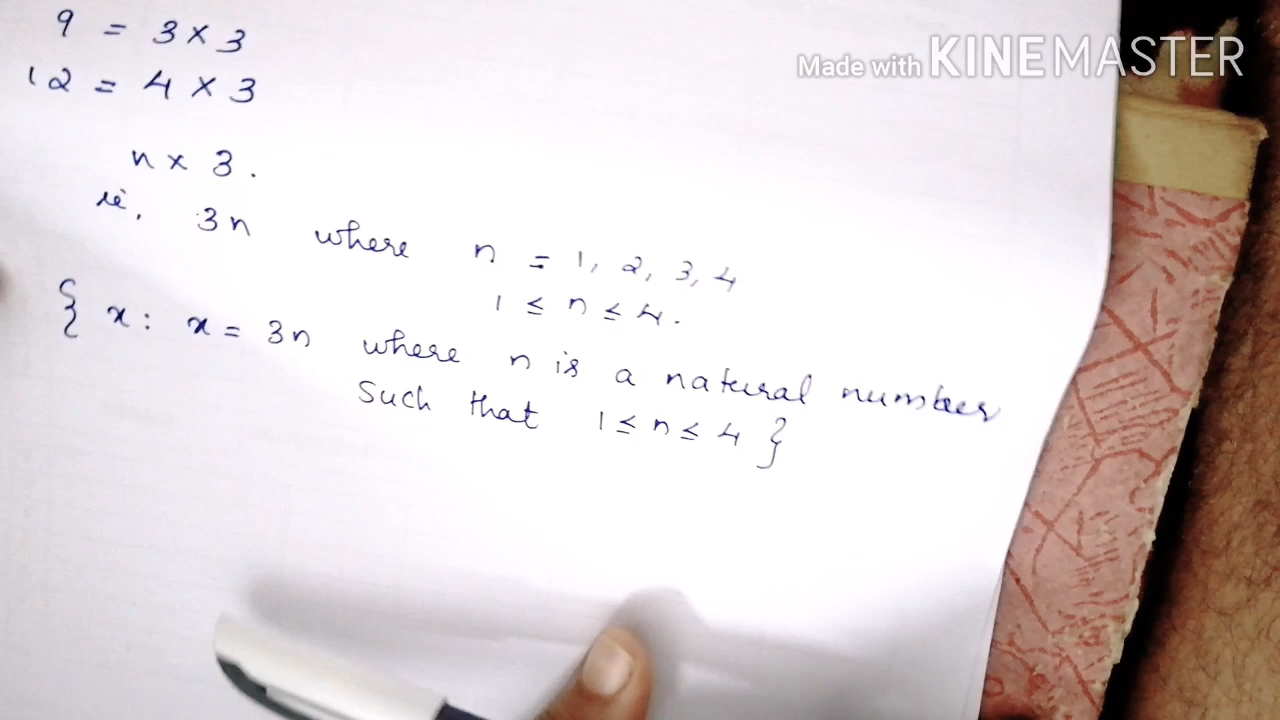 9 = 3 × 3
Made with KINEMASTER
12 = 4 × 3
n × 3.
ie, 3n where n = 1, 2, 3, 4
1 ≤ n ≤ 4.
{ x : x = 3n where n is a natural number
such that 1 ≤ n ≤ 4 }